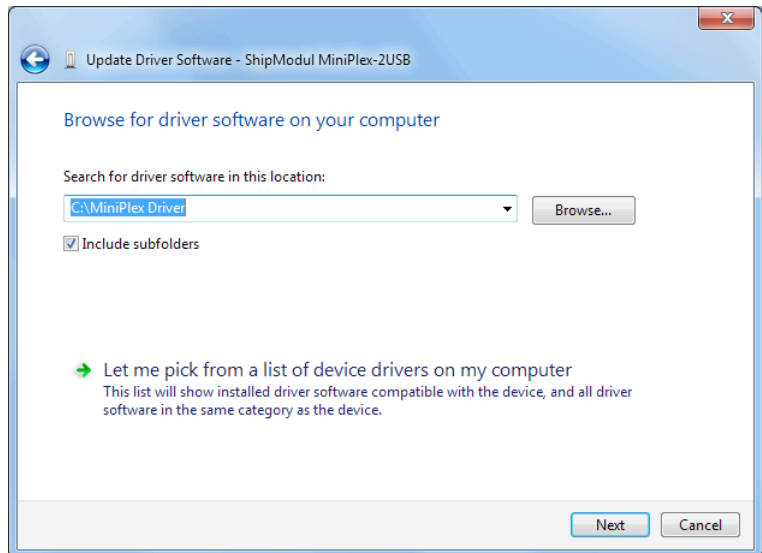 Update Driver Software - ShipModul MiniPlex-2USB
Browse for driver software on your computer
Search for driver software in this location:
C:\MiniPlex Driver
Browse...
Include subfolders
Let me pick from a list of device drivers on my computer
This list will show installed driver software compatible with the device, and all driver
software in the same category as the device.
Next
Cancel